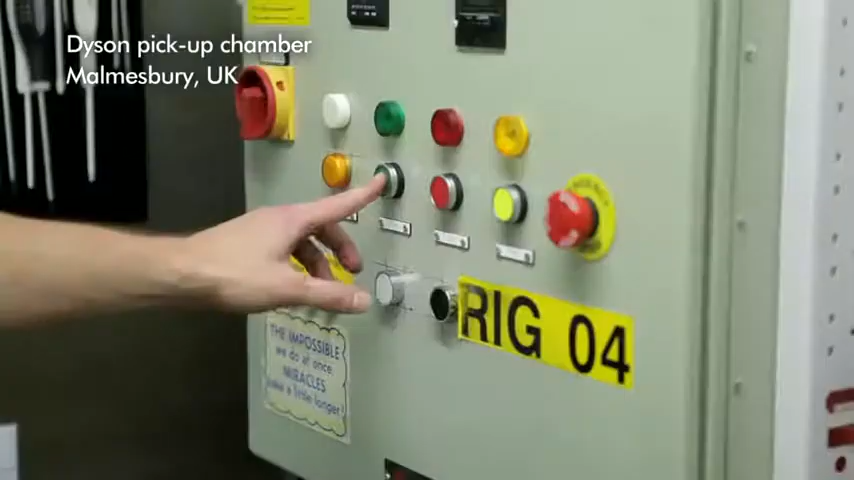 Dyson pick-up chamber
Malmesbury, UK
RIG 04
THE IMPOSSIBLE
we do at once
MIRACLES
take a little longer!